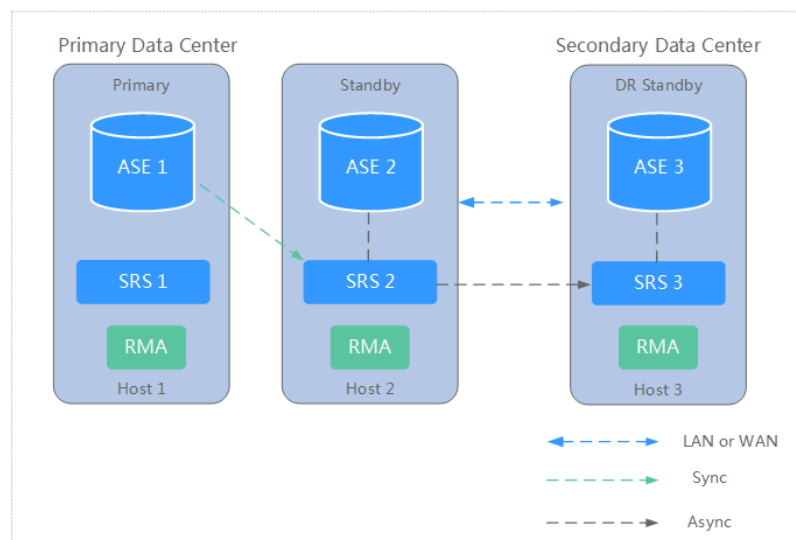 Primary Data Center
Secondary Data Center
Primary
Standby
DR Standby
ASE 1
ASE 2
ASE 3
SRS 1
SRS 2
SRS 3
RMA
RMA
RMA
Host 1
Host 2
Host 3
LAN or WAN
Sync
Async